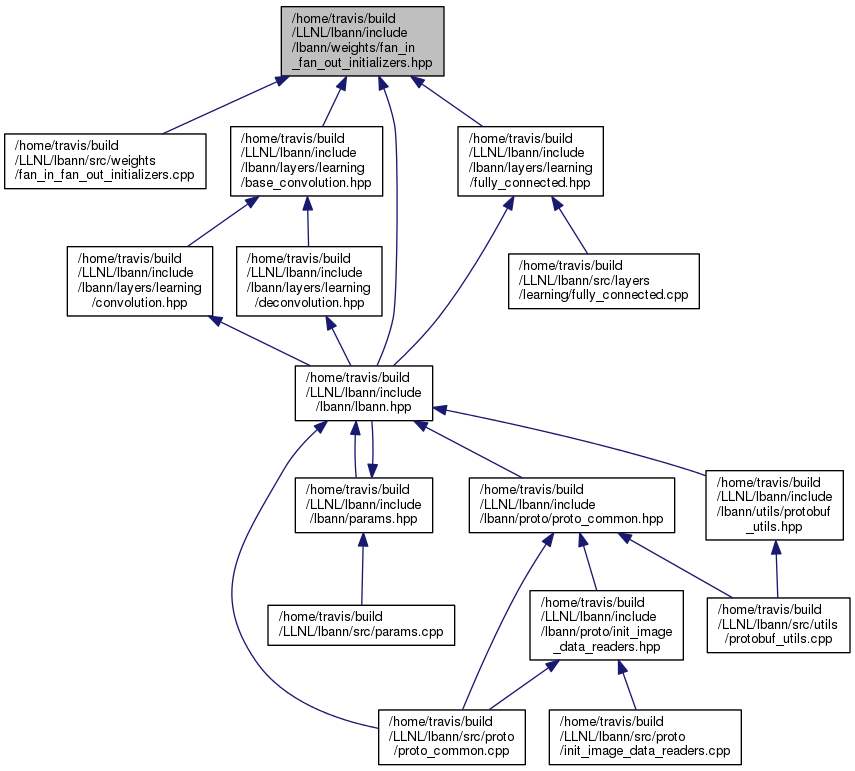 /home/travis/build
/LLNL/lbann/include
/lbann/weights/fan_in
_fan_out_initializers.hpp
/home/travis/build
/LLNL/lbann/src/weights
/fan_in_fan_out_initializers.cpp
/home/travis/build
/LLNL/lbann/include
/lbann/layers/learning
/base_convolution.hpp
/home/travis/build
/LLNL/lbann/include
/lbann/layers/learning
/fully_connected.hpp
/home/travis/build
/LLNL/lbann/include
/lbann/layers/learning
/convolution.hpp
/home/travis/build
/LLNL/lbann/include
/lbann/layers/learning
/deconvolution.hpp
/home/travis/build
/LLNL/lbann/src/layers
/learning/fully_connected.cpp
/home/travis/build
/LLNL/lbann/include
/lbann/lbann.hpp
/home/travis/build
/LLNL/lbann/include
/lbann/params.hpp
/home/travis/build
/LLNL/lbann/include
/lbann/proto/proto_common.hpp
/home/travis/build
/LLNL/lbann/include
/lbann/utils/protobuf
_utils.hpp
/home/travis/build
/LLNL/lbann/src/params.cpp
/home/travis/build
/LLNL/lbann/include
/lbann/proto/init_image
_data_readers.hpp
/home/travis/build
/LLNL/lbann/src/utils
/protobuf_utils.cpp
/home/travis/build
/LLNL/lbann/src/proto
/proto_common.cpp
/home/travis/build
/LLNL/lbann/src/proto
/init_image_data_readers.cpp